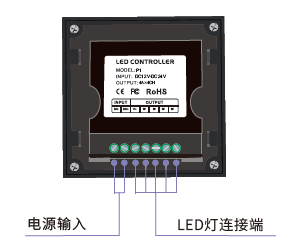 LED CONTROLLER
MODEL: P1
INPUT: DC12V-DC24V
OUTPUT: 4A×4CH
CE FC RoHS
INPUT OUTPUT
电源输入 LED灯连接端